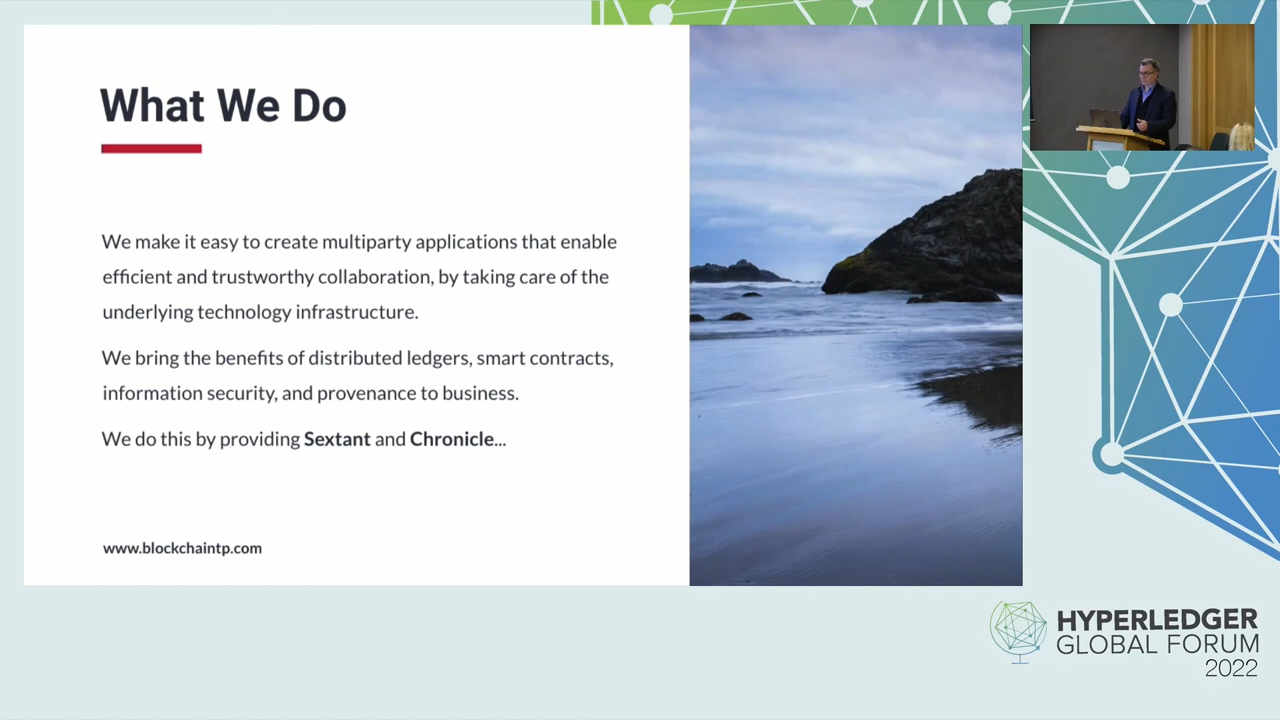 What We Do
We make it easy to create multiparty applications that enable
efficient and trustworthy collaboration, by taking care of the
underlying technology infrastructure.
We bring the benefits of distributed ledgers, smart contracts,
information security, and provenance to business.
We do this by providing Sextant and Chronicle...
www.blockchaintp.com
HYPERLEDGER
GLOBAL FORUM
2022